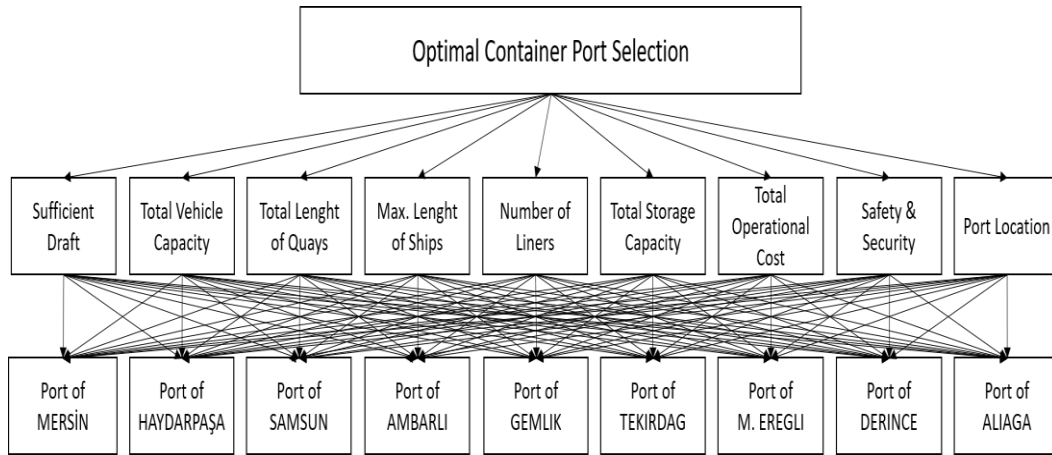 Optimal Container Port Selection
Sufficient
Draft
Total Vehicle
Capacity
Total Lenght
of Quays
Max. Lenght
of Ships
Number of
Liners
Total Storage
Capacity
Total
Operational
Cost
Safety &
Security
Port Location
Port of
MERSİN
Port of
HAYDARPAŞA
Port of
SAMSUN
Port of
AMBARLI
Port of
GEMLIK
Port of
TEKIRDAG
Port of
M. EREGLI
Port of
DERINCE
Port of
ALIAGA